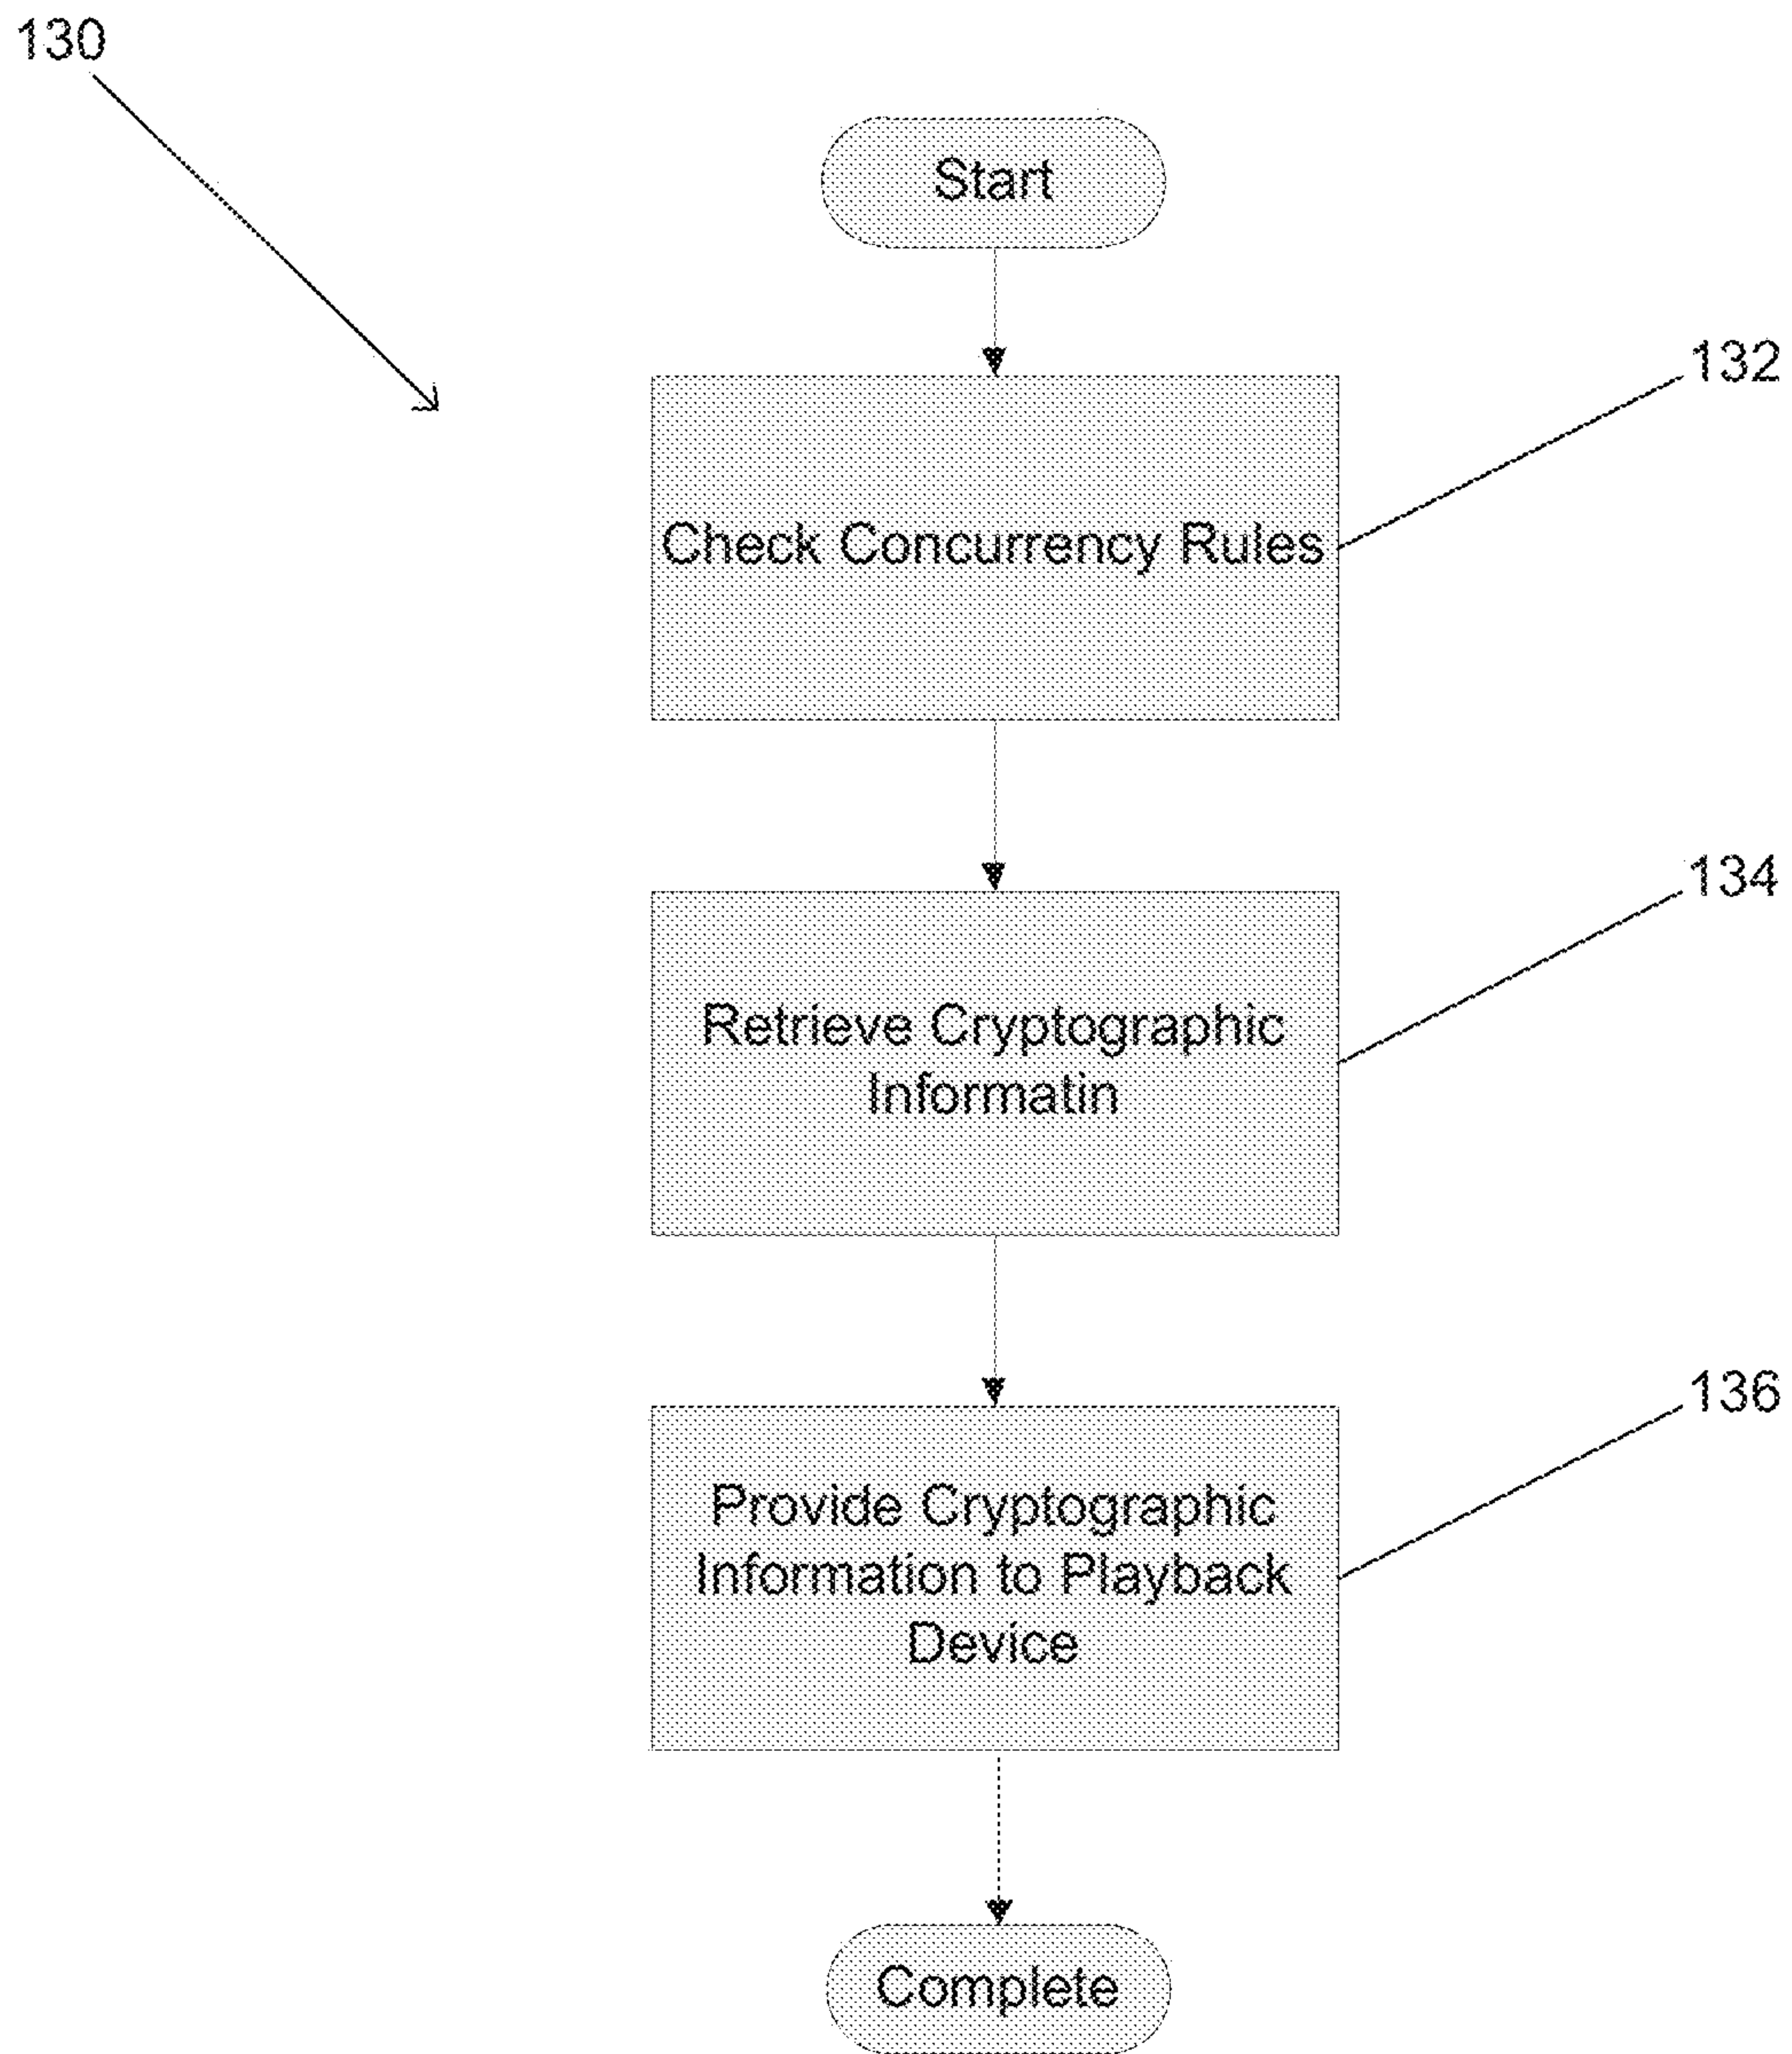 130
Start
132
Check Concurrency Rules
134
Retrieve Cryptographic
Informatin
136
Provide Cryptographic
Information to Playback
Device
Complete